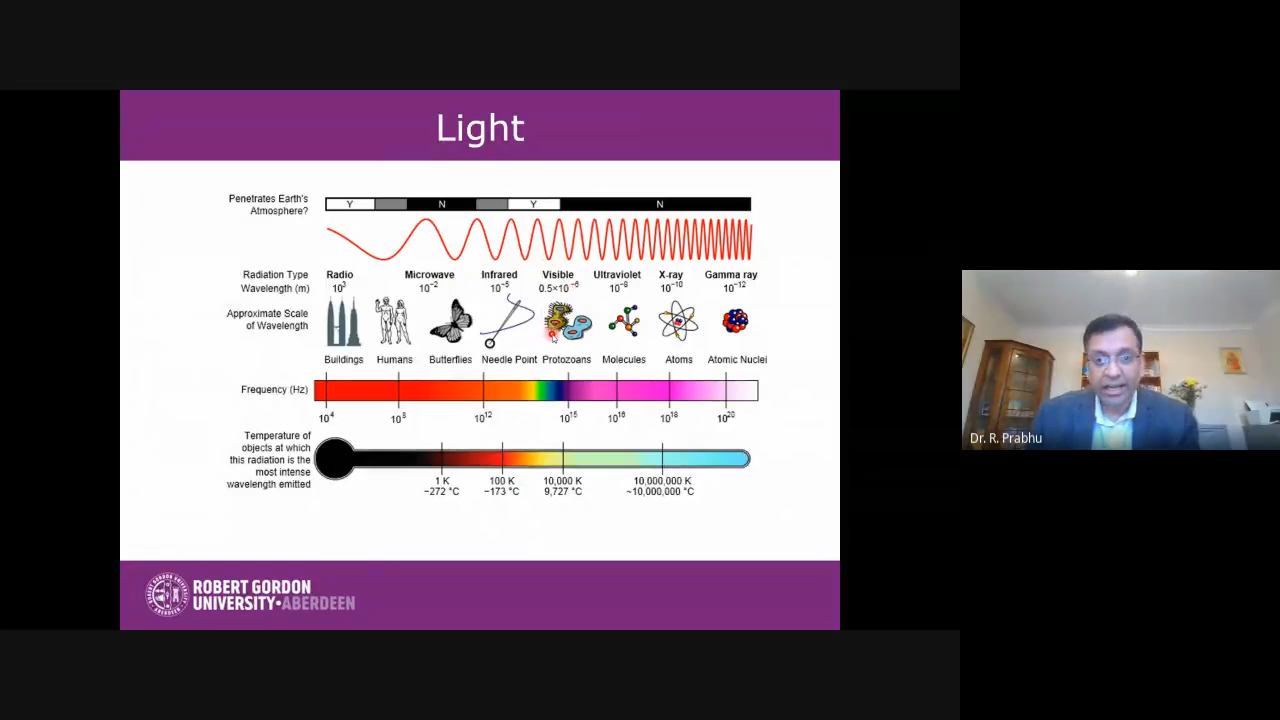 Light
Penetrates Earth's
Atmosphere?
Y N Y N
Radiation Type
Wavelength (m)
Radio Microwave Infrared Visible Ultraviolet X-ray Gamma ray
10³ 10⁻² 10⁻⁵ 0.5×10⁻⁶ 10⁻⁸ 10⁻¹⁰ 10⁻¹²
Approximate Scale
of Wavelength
Buildings Humans Butterflies Needle Point Protozoans Molecules Atoms Atomic Nuclei
Frequency (Hz)
10⁴ 10⁸ 10¹² 10¹⁵ 10¹⁶ 10¹⁸ 10²⁰
Temperature of
objects at which
this radiation is the
most intense
wavelength emitted
1 K 100 K 10,000 K 10,000,000 K
−272 °C −173 °C 9,727 °C ~10,000,000 °C
ROBERT GORDON
UNIVERSITY•ABERDEEN
Dr. R. Prabhu